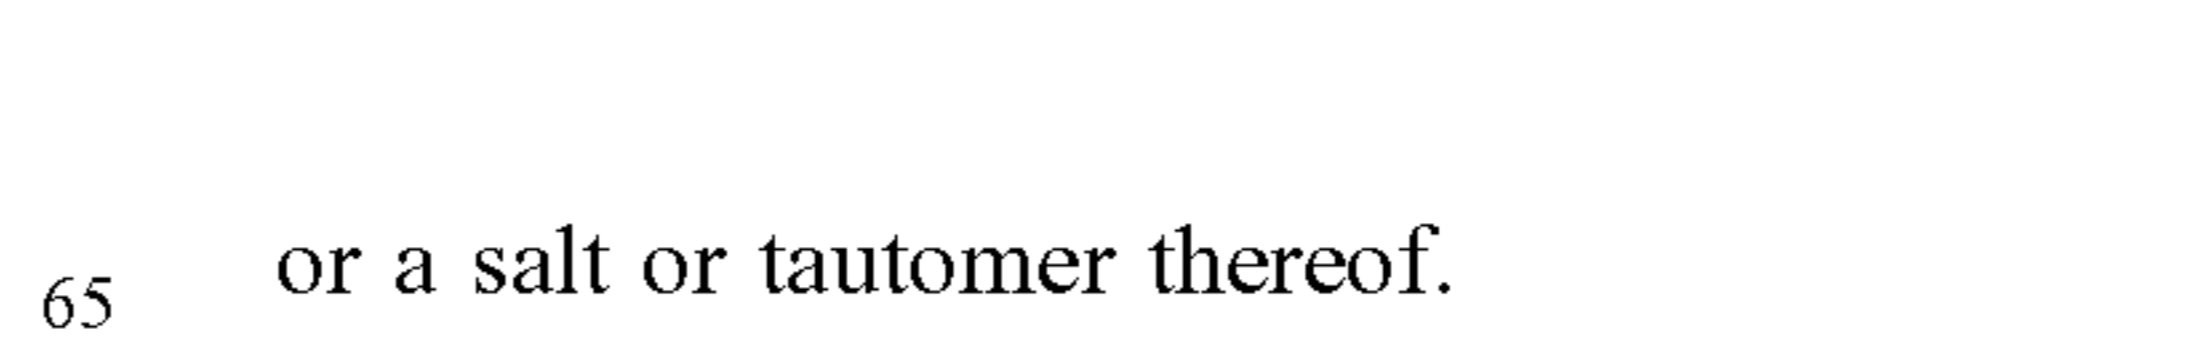 or a salt or tautomer thereof.
65